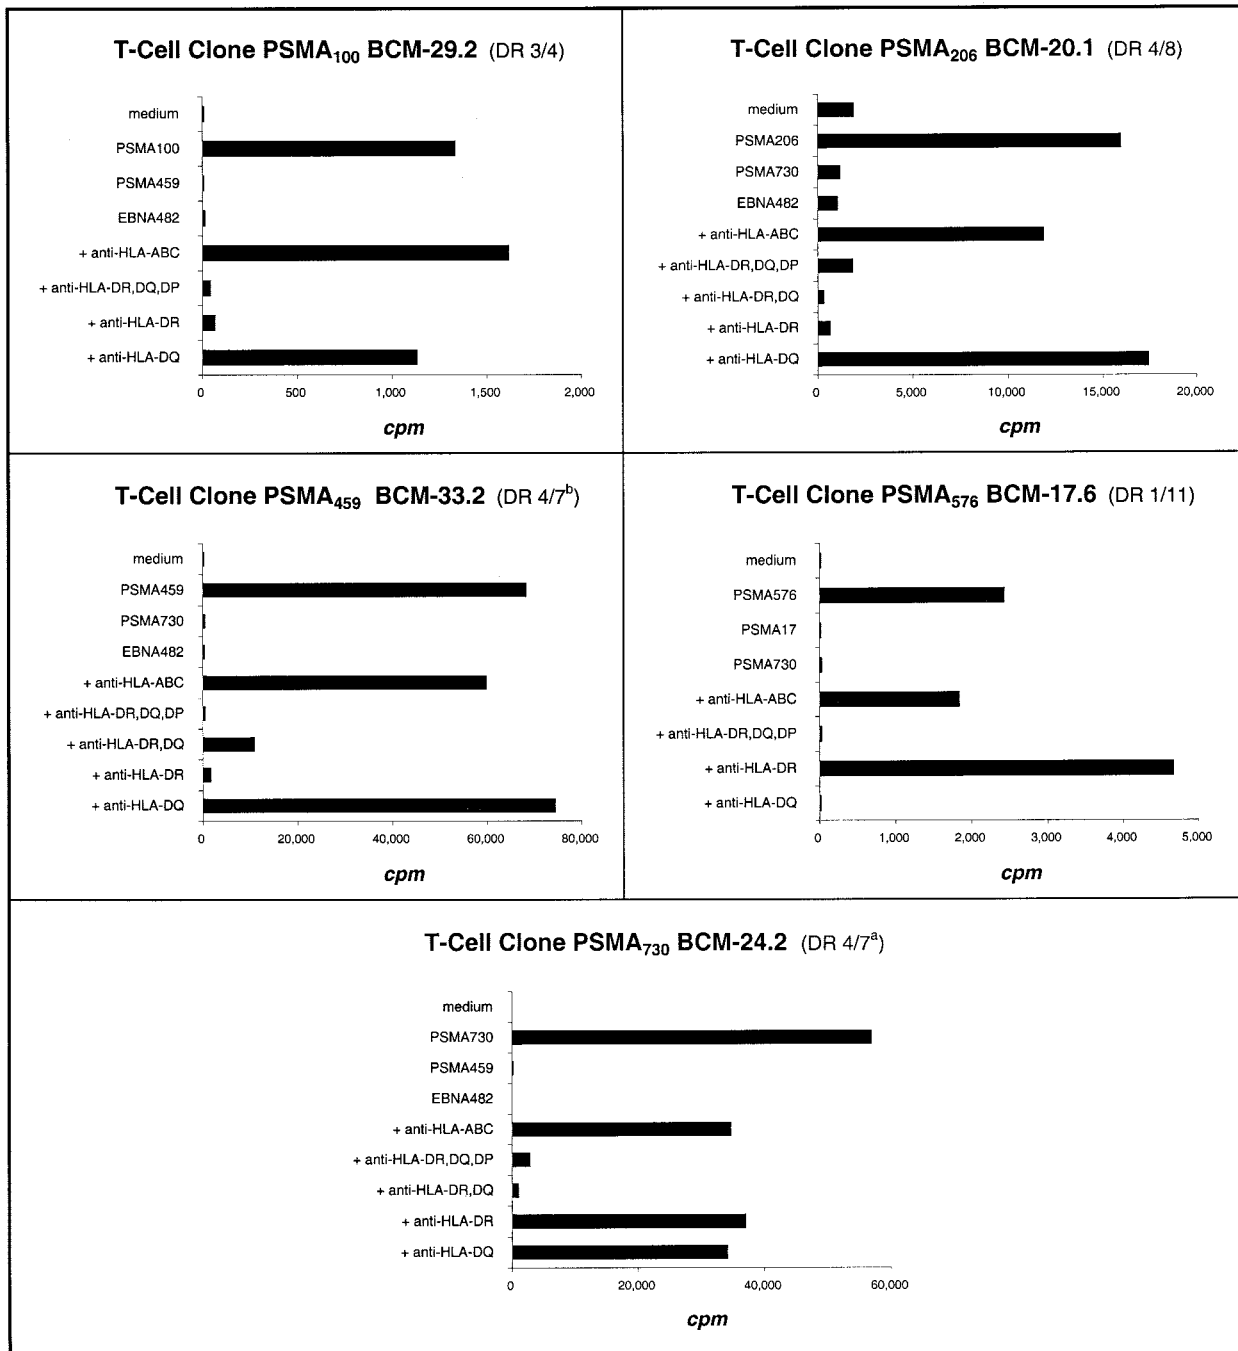 T-Cell Clone PSMA100 BCM-29.2 (DR 3/4)
medium
PSMA100
PSMA459
EBNA482
+ anti-HLA-ABC
+ anti-HLA-DR,DQ,DP
+ anti-HLA-DR
+ anti-HLA-DQ
0 500 1,000 1,500 2,000
cpm
T-Cell Clone PSMA206 BCM-20.1 (DR 4/8)
medium
PSMA206
PSMA730
EBNA482
+ anti-HLA-ABC
+ anti-HLA-DR,DQ,DP
+ anti-HLA-DR,DQ
+ anti-HLA-DR
+ anti-HLA-DQ
0 5,000 10,000 15,000 20,000
cpm
T-Cell Clone PSMA459 BCM-33.2 (DR 4/7b)
medium
PSMA459
PSMA730
EBNA482
+ anti-HLA-ABC
+ anti-HLA-DR,DQ,DP
+ anti-HLA-DR,DQ
+ anti-HLA-DR
+ anti-HLA-DQ
0 20,000 40,000 60,000 80,000
cpm
T-Cell Clone PSMA576 BCM-17.6 (DR 1/11)
medium
PSMA576
PSMA17
PSMA730
+ anti-HLA-ABC
+ anti-HLA-DR,DQ,DP
+ anti-HLA-DR
+ anti-HLA-DQ
0 1,000 2,000 3,000 4,000 5,000
cpm
T-Cell Clone PSMA730 BCM-24.2 (DR 4/7a)
medium
PSMA730
PSMA459
EBNA482
+ anti-HLA-ABC
+ anti-HLA-DR,DQ,DP
+ anti-HLA-DR,DQ
+ anti-HLA-DR
+ anti-HLA-DQ
0 20,000 40,000 60,000
cpm